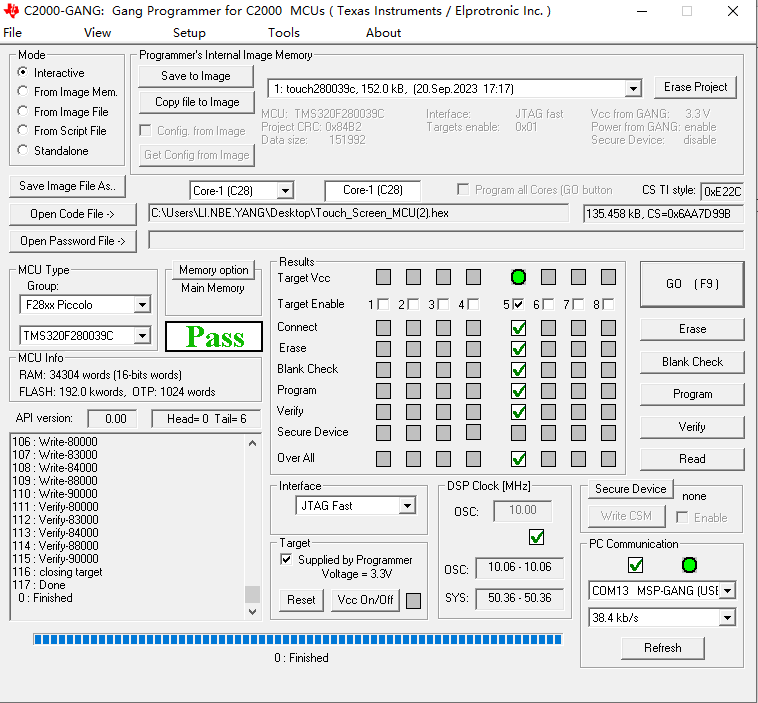 C2000-GANG: Gang Programmer for C2000 MCUs ( Texas Instruments / Elprotronic Inc. )
File View Setup Tools About
Mode
Interactive
From Image Mem.
From Image File
From Script File
Standalone
Programmer's Internal Image Memory
Save to Image
Copy file to Image
Config. from Image
Get Config from Image
1: touch280039c, 152.0 kB, (20.Sep.2023 17:17)
Erase Project
MCU: TMS320F280039C Interface: JTAG fast Vcc from GANG: 3.3 V
Project CRC: 0x84B2 Targets enable: 0x01 Power from GANG: enable
Data size: 151992 Secure Device: disable
Save Image File As..
Core-1 (C28)
Core-1 (C28)
Program all Cores (GO button
CS TI style: 0xE22C
Open Code File ->
C:\Users\LI.NBE.YANG\Desktop\Touch_Screen_MCU(2).hex
135.458 kB, CS=0x6AA7D99B
Open Password File ->
MCU Type
Group:
F28xx Piccolo
TMS320F280039C
Memory option
Main Memory
Pass
MCU Info
RAM: 34304 words (16-bits words)
FLASH: 192.0 kwords, OTP: 1024 words
API version: 0.00 Head= 0 Tail= 6
106 : Write-80000
107 : Write-83000
108 : Write-84000
109 : Write-88000
110 : Write-90000
111 : Verify-80000
112 : Verify-83000
113 : Verify-84000
114 : Verify-88000
115 : Verify-90000
116 : closing target
117 : Done
0 : Finished
Results
Target Vcc
Target Enable 1 2 3 4 5 6 7 8
Connect
Erase
Blank Check
Program
Verify
Secure Device
Over All
GO (F9)
Erase
Blank Check
Program
Verify
Read
Interface
JTAG Fast
Target
Supplied by Programmer
Voltage = 3.3V
Reset
Vcc On/Off
DSP Clock [MHz]
OSC: 10.00
OSC: 10.06 - 10.06
SYS: 50.36 - 50.36
Secure Device
none
Write CSM
Enable
PC Communication
COM13 MSP-GANG (USE
38.4 kb/s
Refresh
0 : Finished